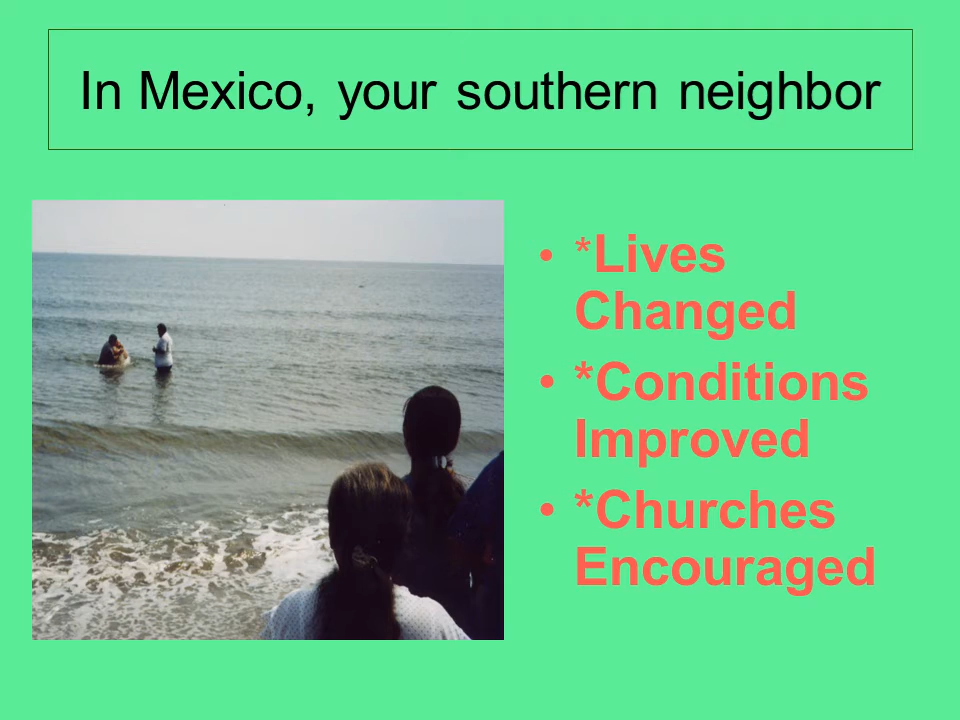 In Mexico, your southern neighbor
• *Lives
Changed
• *Conditions
Improved
• *Churches
Encouraged